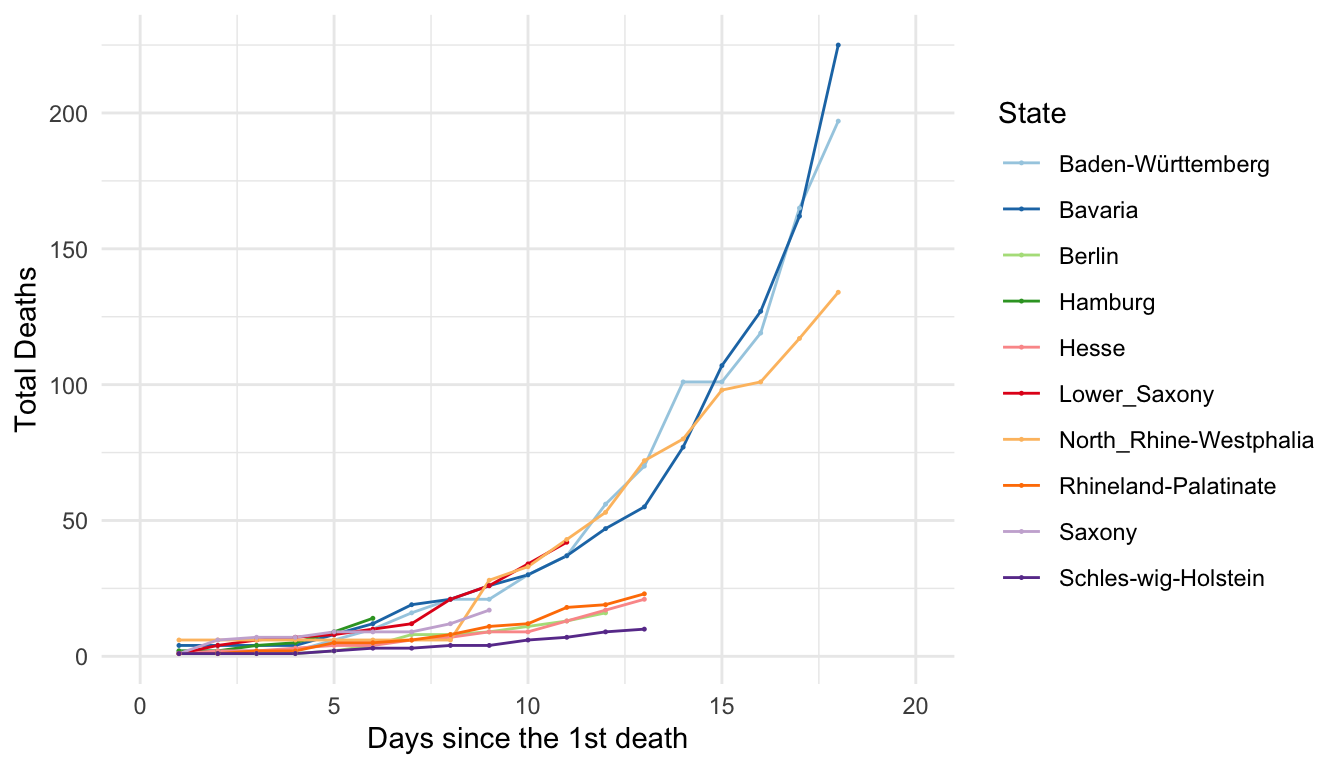 Total Deaths
200
150
100
50
0
0 5 10 15 20
Days since the 1st death
State
Baden-Württemberg
Bavaria
Berlin
Hamburg
Hesse
Lower_Saxony
North_Rhine-Westphalia
Rhineland-Palatinate
Saxony
Schles-wig-Holstein